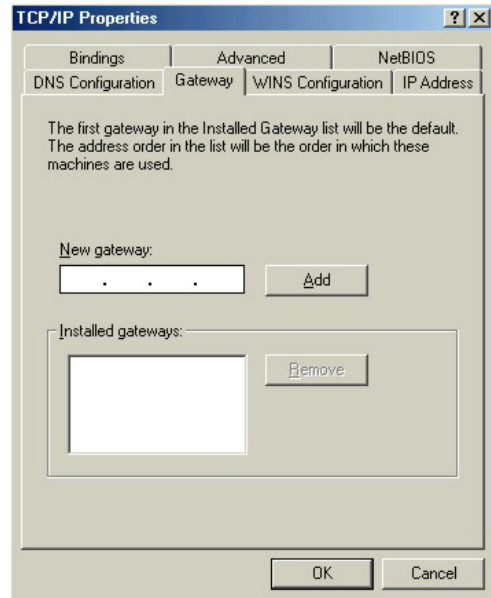 TCP/IP Properties
? x
Bindings Advanced NetBIOS
DNS Configuration Gateway WINS Configuration IP Address
The first gateway in the Installed Gateway list will be the default.
The address order in the list will be the order in which these
machines are used.
New gateway:
. . .
Add
Installed gateways:
Remove
OK Cancel